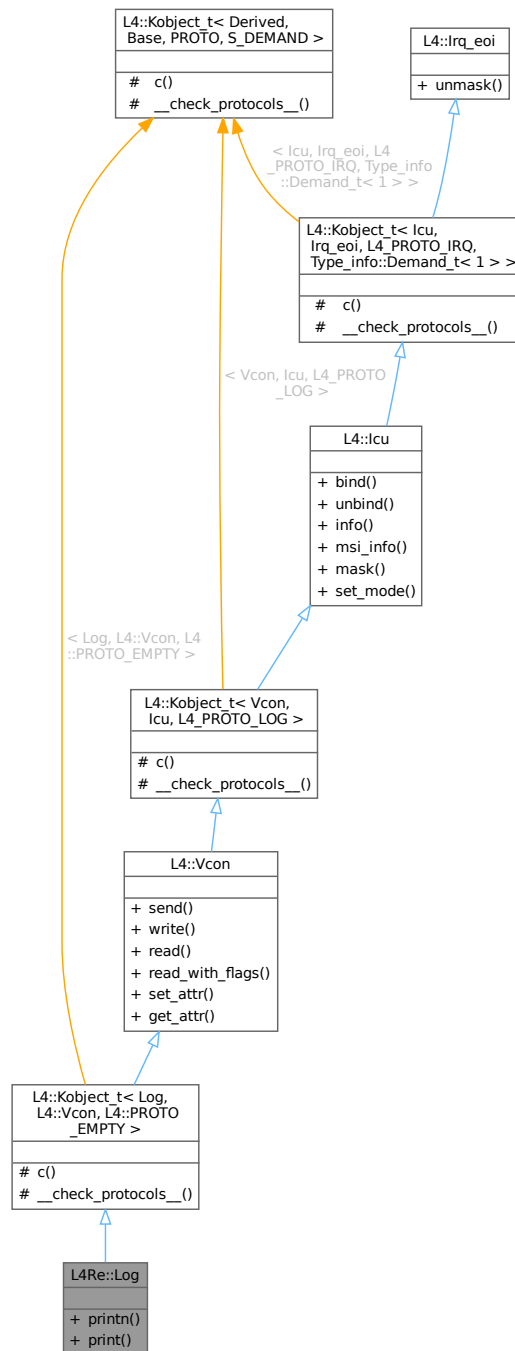 L4::Kobject_t< Derived,
Base, PROTO, S_DEMAND >
# c()
# __check_protocols__()
L4::Irq_eoi
+ unmask()
< Icu, Irq_eoi, L4
_PROTO_IRQ, Type_info
::Demand_t< 1 > >
L4::Kobject_t< Icu,
Irq_eoi, L4_PROTO_IRQ,
Type_info::Demand_t< 1 > >
# c()
# __check_protocols__()
< Vcon, Icu, L4_PROTO
_LOG >
L4::Icu
+ bind()
+ unbind()
+ info()
+ msi_info()
+ mask()
+ set_mode()
< Log, L4::Vcon, L4
::PROTO_EMPTY >
L4::Kobject_t< Vcon,
Icu, L4_PROTO_LOG >
# c()
# __check_protocols__()
L4::Vcon
+ send()
+ write()
+ read()
+ read_with_flags()
+ set_attr()
+ get_attr()
L4::Kobject_t< Log,
L4::Vcon, L4::PROTO
_EMPTY >
# c()
# __check_protocols__()
L4Re::Log
+ printn()
+ print()